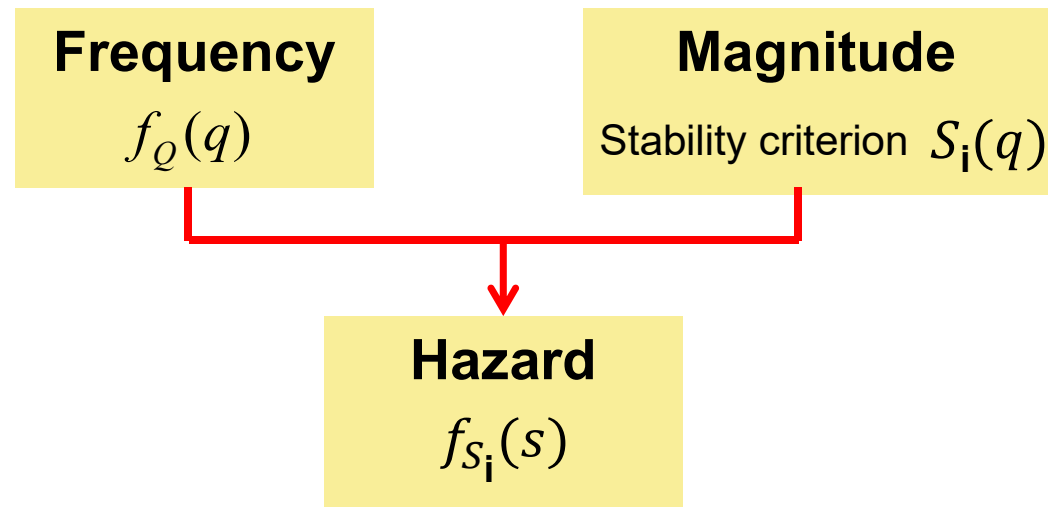 Frequency
f_Q(q)
Magnitude
Stability criterion S_i(q)
Hazard
f_{S_i}(s)